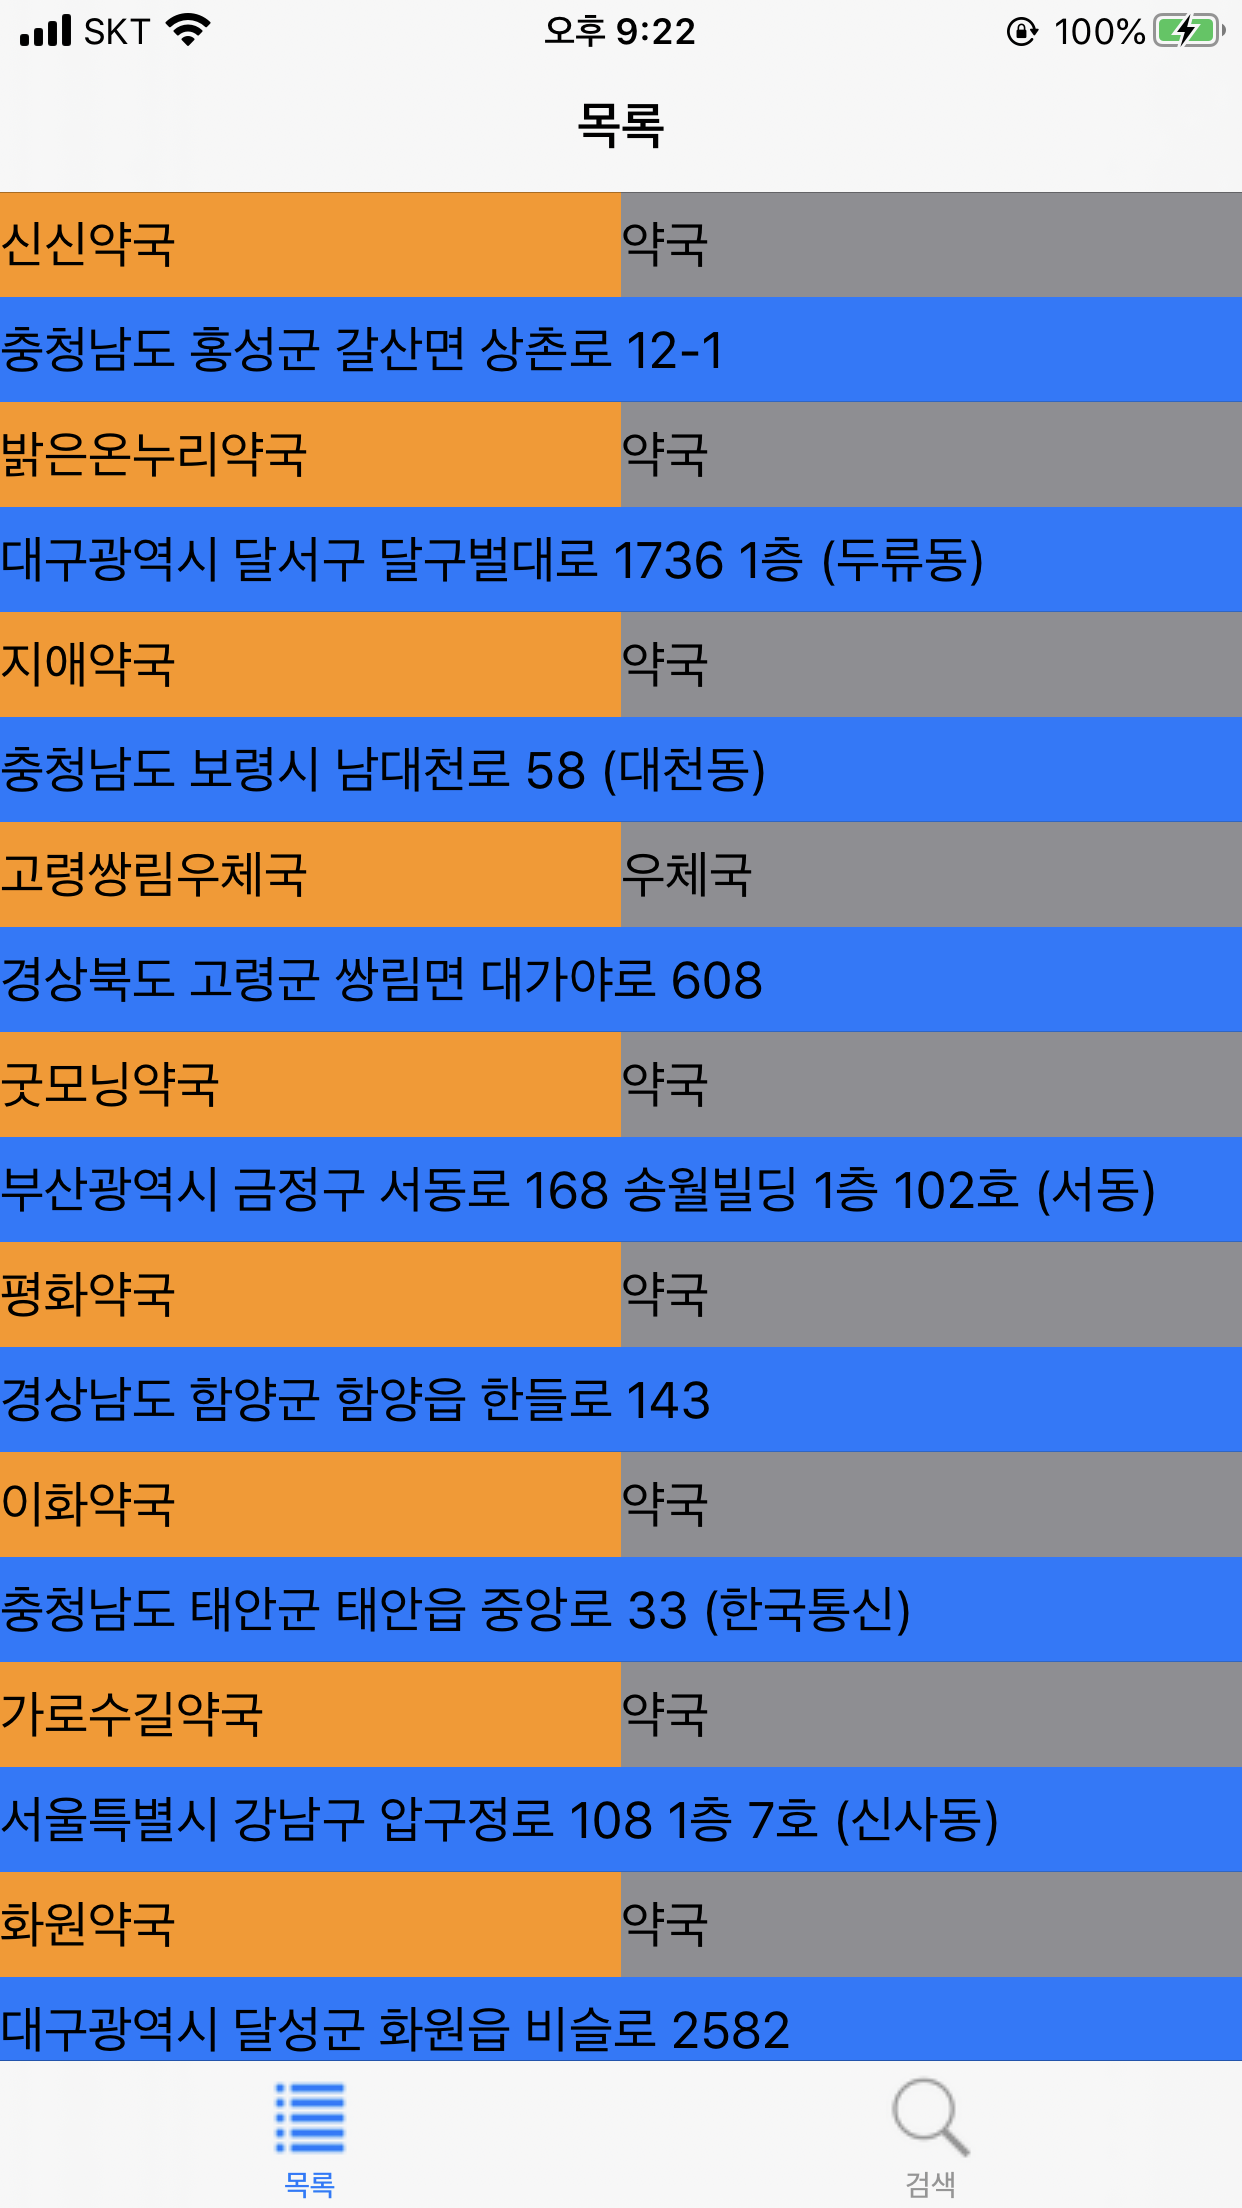 SKT 오후 9:22 100%
목록
신신약국 약국
충청남도 홍성군 갈산면 상촌로 12-1
밝은온누리약국 약국
대구광역시 달서구 달구벌대로 1736 1층 (두류동)
지애약국 약국
충청남도 보령시 남대천로 58 (대천동)
고령쌍림우체국 우체국
경상북도 고령군 쌍림면 대가야로 608
굿모닝약국 약국
부산광역시 금정구 서동로 168 송월빌딩 1층 102호 (서동)
평화약국 약국
경상남도 함양군 함양읍 한들로 143
이화약국 약국
충청남도 태안군 태안읍 중앙로 33 (한국통신)
가로수길약국 약국
서울특별시 강남구 압구정로 108 1층 7호 (신사동)
화원약국 약국
대구광역시 달성군 화원읍 비슬로 2582
목록 검색